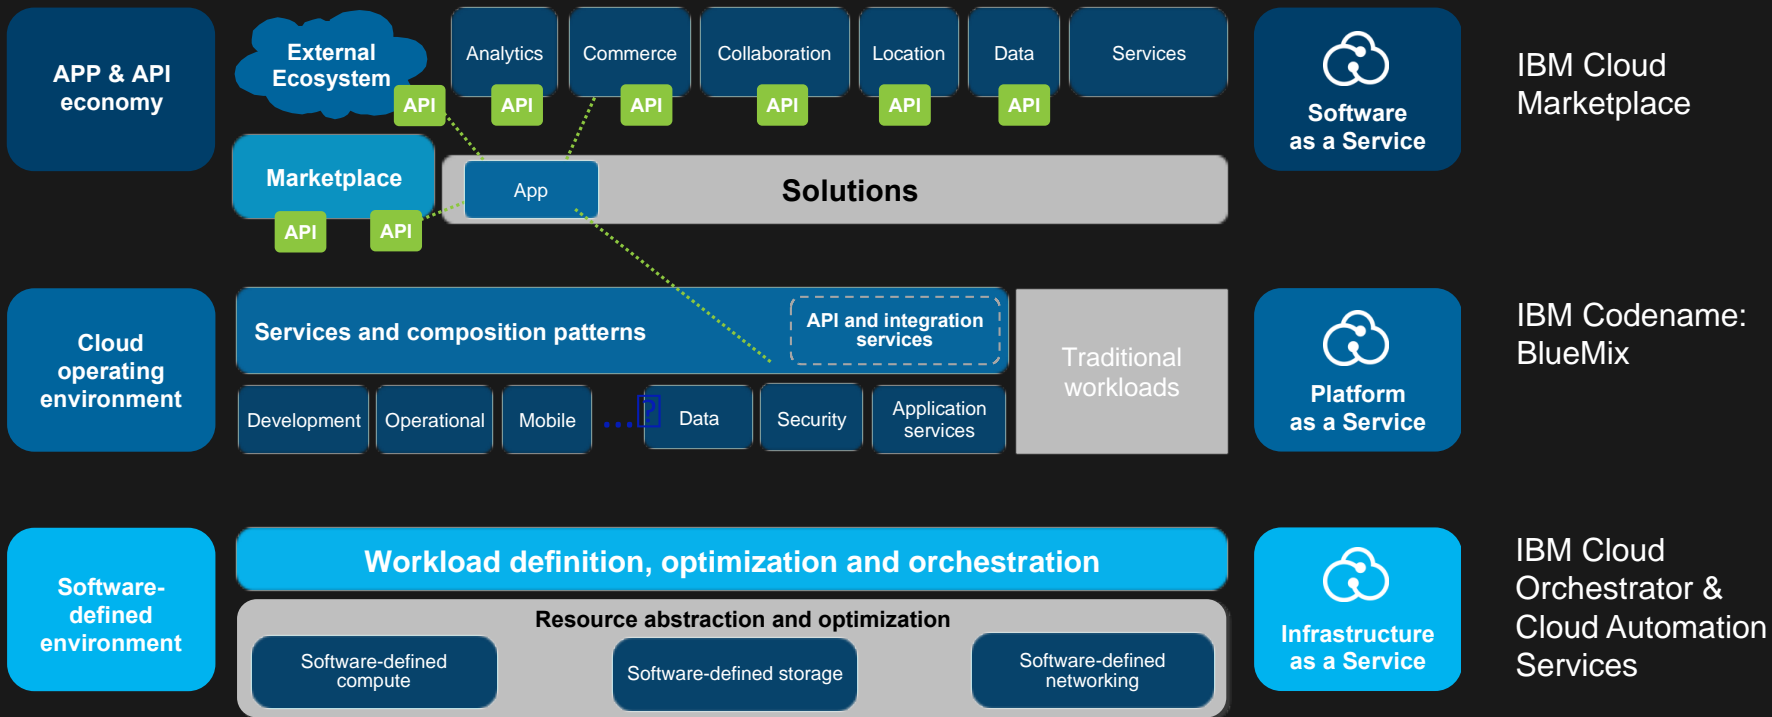 APP & API
economy
External
Ecosystem
API
Analytics
API
Commerce
API
Collaboration
API
Location
API
Data
API
Services
Marketplace
API
API
App
Solutions
Software
as a Service
IBM Cloud
Marketplace
Cloud
operating
environment
Services and composition patterns
API and integration
services
Development
Operational
Mobile
...
Data
Security
Application
services
Traditional
workloads
Platform
as a Service
IBM Codename:
BlueMix
Software-
defined
environment
Workload definition, optimization and orchestration
Resource abstraction and optimization
Software-defined
compute
Software-defined storage
Software-defined
networking
Infrastructure
as a Service
IBM Cloud
Orchestrator &
Cloud Automation
Services